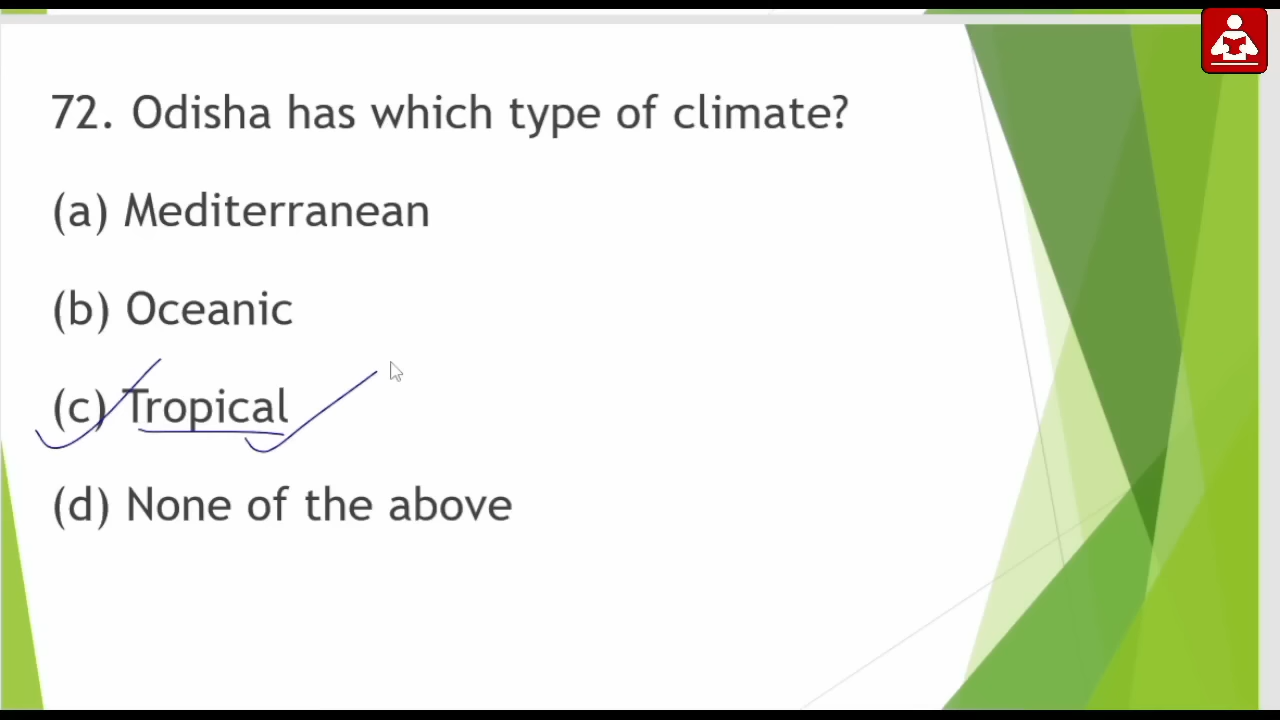 72. Odisha has which type of climate?
(a) Mediterranean
(b) Oceanic
(c) Tropical
(d) None of the above